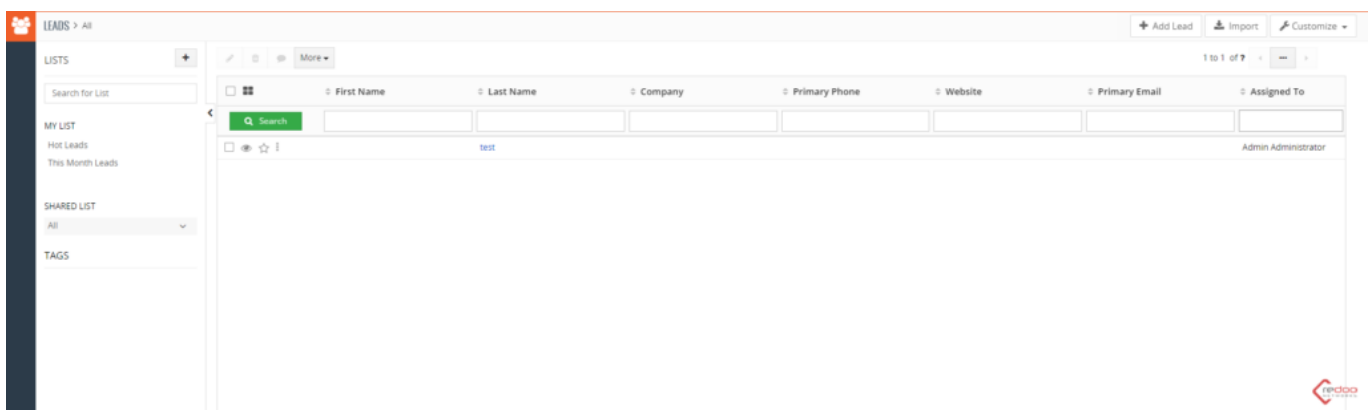 LEADS > All
+ Add Lead
Import
Customize
LISTS
+
More
1 to 1 of ?
Search for List
First Name
Last Name
Company
Primary Phone
Website
Primary Email
Assigned To
Search
MY LIST
Hot Leads
This Month Leads
test
Admin Administrator
SHARED LIST
All
TAGS
redoo
NETWORKS